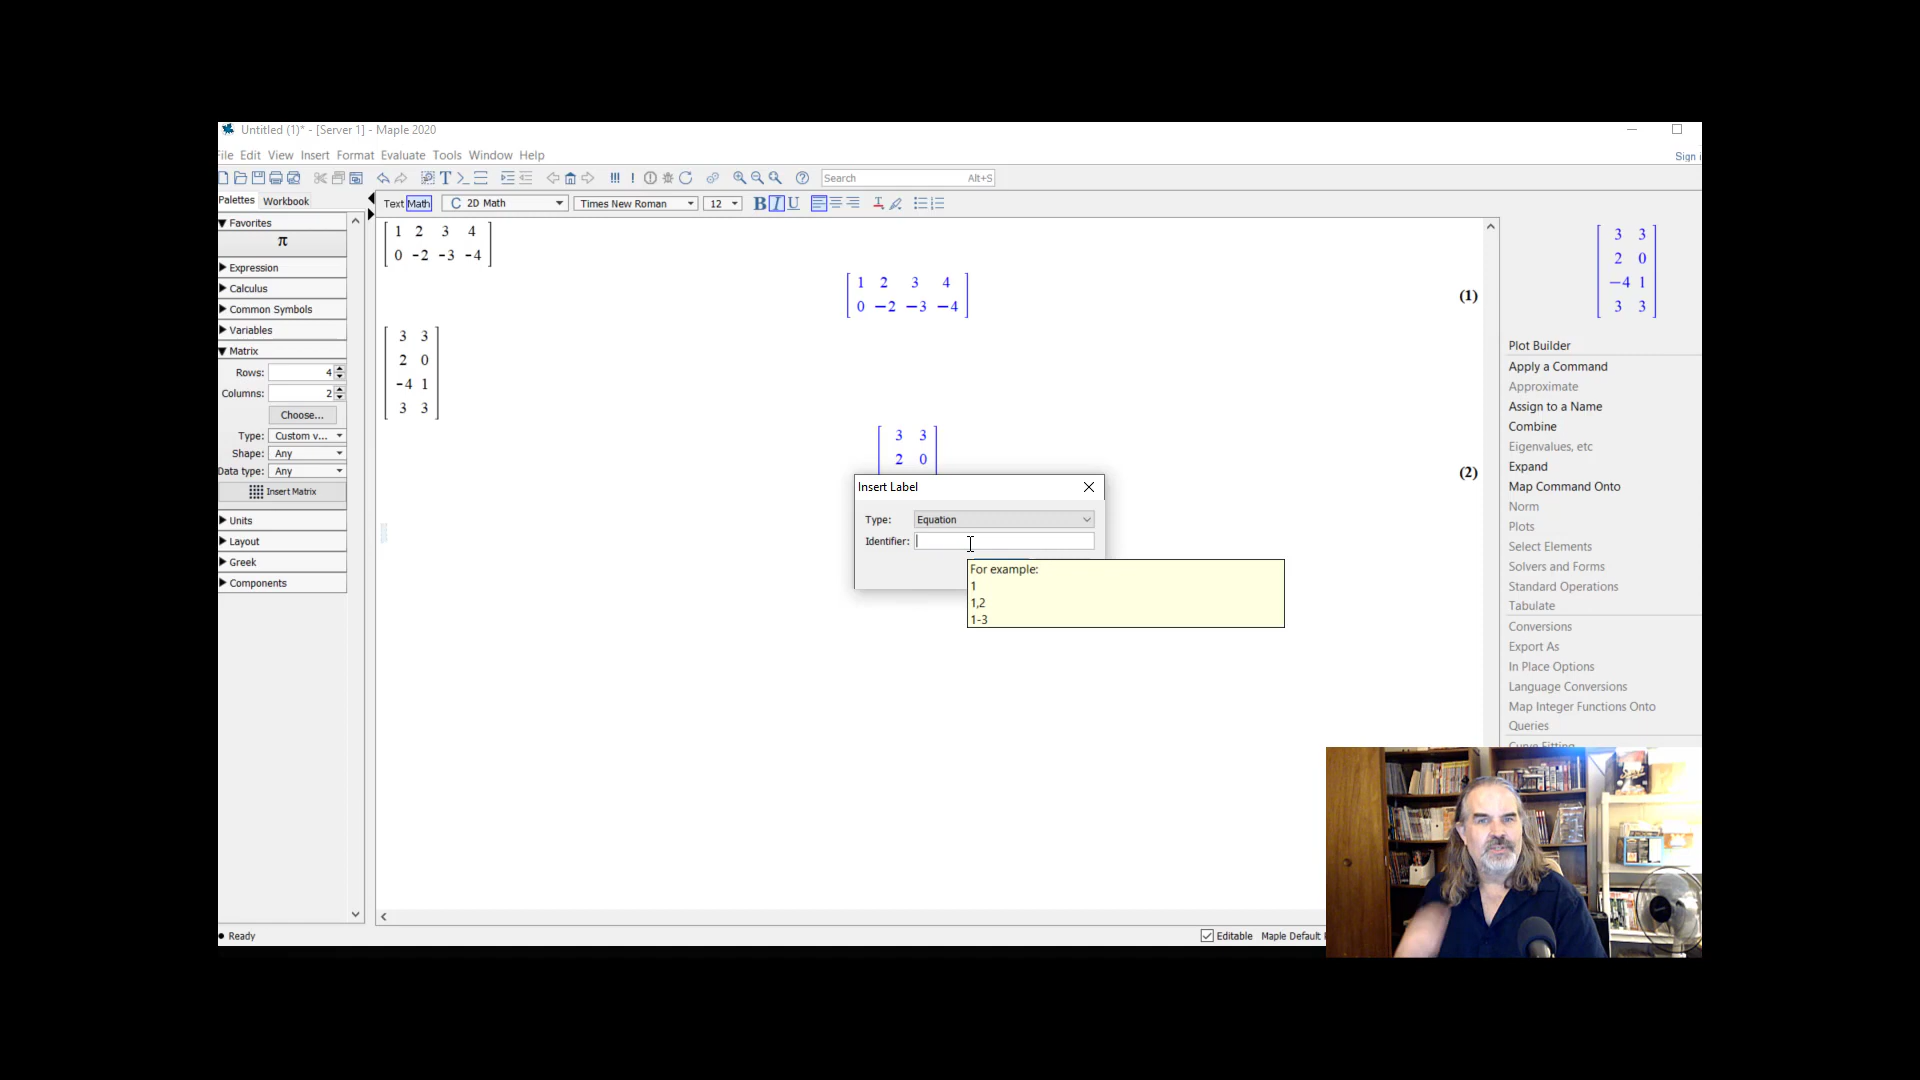 Untitled (1)* - [Server 1] - Maple 2020
File Edit View Insert Format Evaluate Tools Window Help
Sign i
Search Alt+S
Palettes Workbook
Text Math C 2D Math Times New Roman 12 B I U
Favorites
π
Expression
Calculus
Common Symbols
Variables
Matrix
Rows: 4
Columns: 2
Choose...
Type: Custom v...
Shape: Any
Data type: Any
Insert Matrix
Units
Layout
Greek
Components
1 2 3 4
0 -2 -3 -4
1 2 3 4
0 -2 -3 -4
(1)
3 3
2 0
-4 1
3 3
3 3
2 0
(2)
Insert Label
Type: Equation
Identifier:
For example:
1
1,2
1-3
3 3
2 0
-4 1
3 3
Plot Builder
Apply a Command
Approximate
Assign to a Name
Combine
Eigenvalues, etc
Expand
Map Command Onto
Norm
Plots
Select Elements
Solvers and Forms
Standard Operations
Tabulate
Conversions
Export As
In Place Options
Language Conversions
Map Integer Functions Onto
Queries
Curve Fitting
Ready
Editable Maple Default